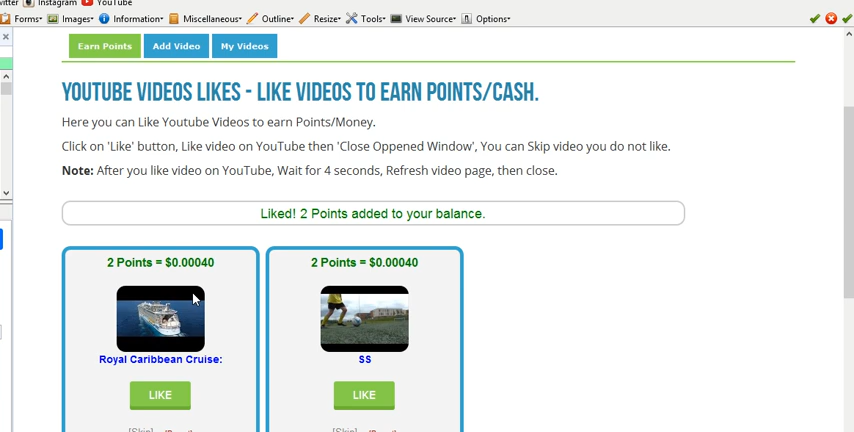 Instagram YouTube
Forms Images Information Miscellaneous Outline Resize Tools View Source Options
Earn Points Add Video My Videos
YOUTUBE VIDEOS LIKES - LIKE VIDEOS TO EARN POINTS/CASH.
Here you can Like Youtube Videos to earn Points/Money.
Click on 'Like' button, Like video on YouTube then 'Close Oppened Window', You can Skip video you do not like.
Note: After you like video on YouTube, Wait for 4 seconds, Refresh video page, then close.
Liked! 2 Points added to your balance.
2 Points = $0.00040 2 Points = $0.00040
Royal Caribbean Cruise: SS
LIKE LIKE